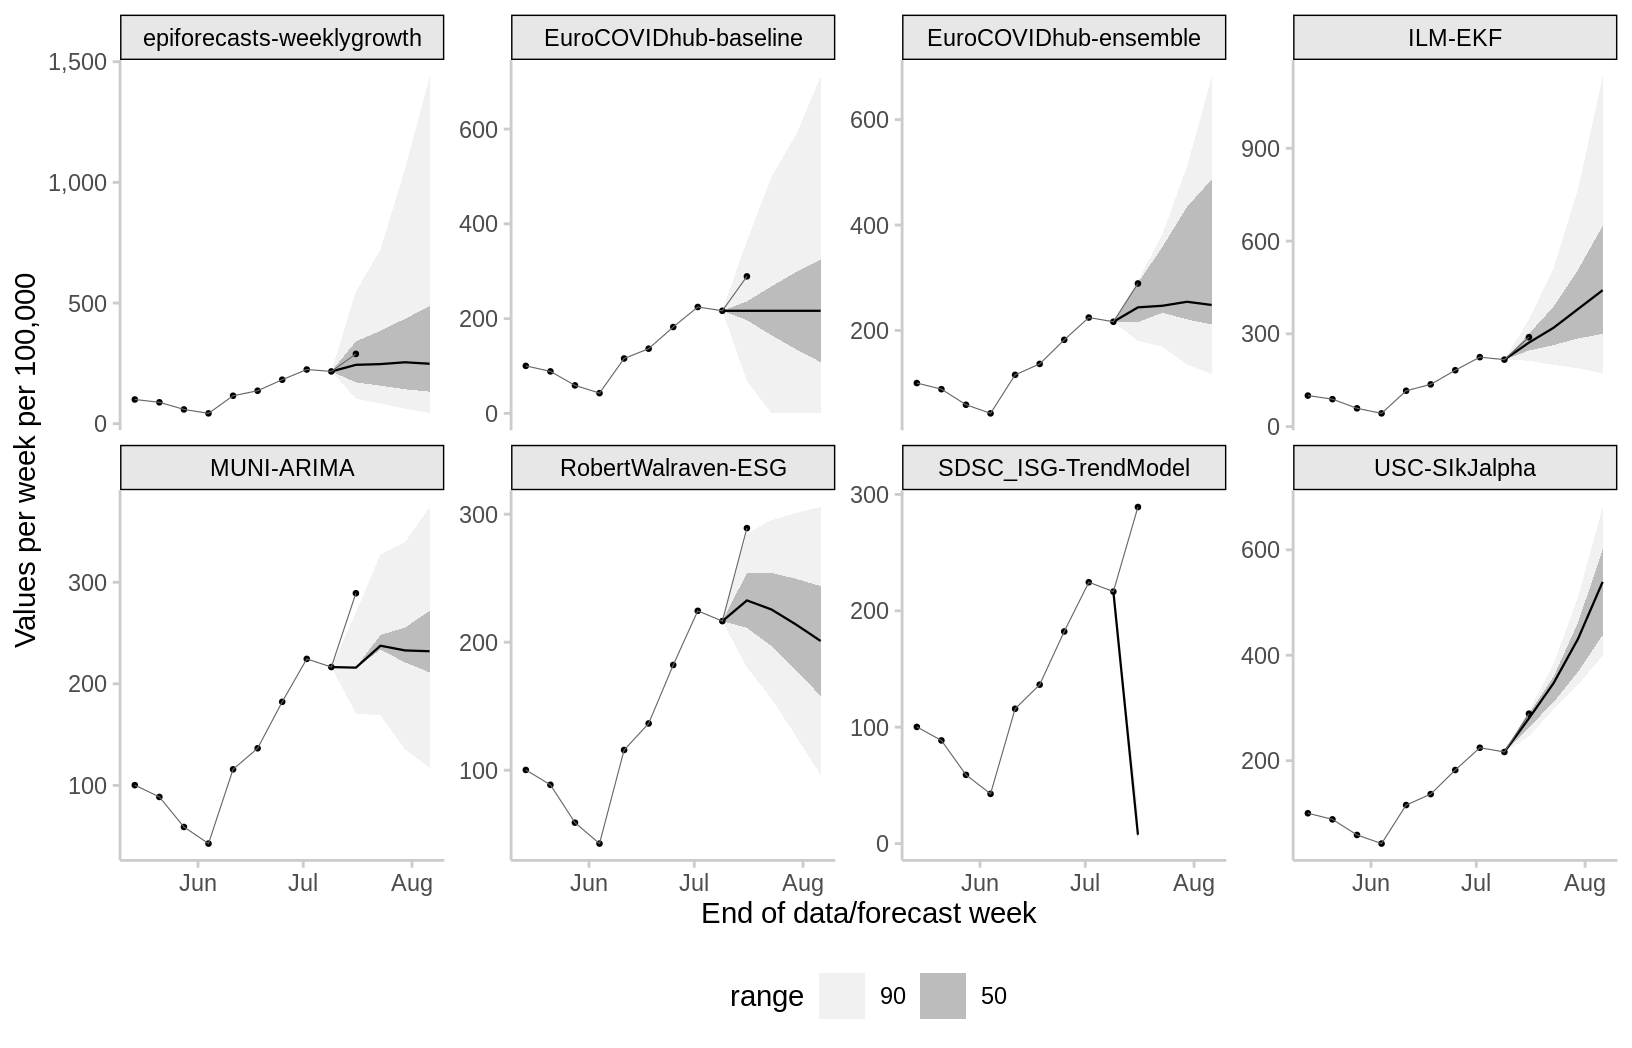 epiforecasts-weeklygrowth
EuroCOVIDhub-baseline
EuroCOVIDhub-ensemble
ILM-EKF
1,500
1,000
500
0
600
400
200
0
600
400
200
900
600
300
0
MUNI-ARIMA
RobertWalraven-ESG
SDSC_ISG-TrendModel
USC-SIkJalpha
300
200
100
300
200
100
300
200
100
0
600
400
200
Jun Jul Aug
Jun Jul Aug
Jun Jul Aug
Jun Jul Aug
Values per week per 100,000
End of data/forecast week
range 90 50